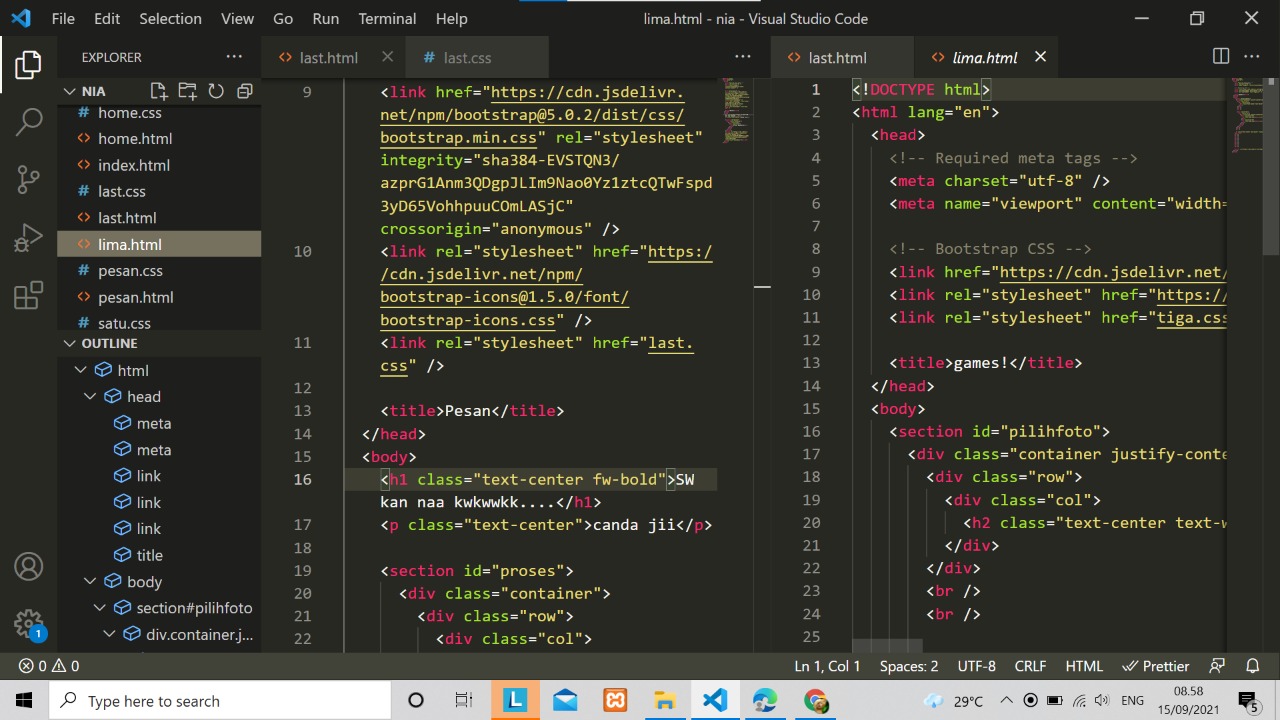 File Edit Selection View Go Run Terminal Help lima.html - nia - Visual Studio Code
EXPLORER
NIA
home.css
home.html
index.html
last.css
last.html
lima.html
pesan.css
pesan.html
satu.css
OUTLINE
html
head
meta
meta
link
link
link
title
body
section#pilihfoto
div.container.j...
last.html
# last.css
9 <link href="https://cdn.jsdelivr.
net/npm/bootstrap@5.0.2/dist/css/
bootstrap.min.css" rel="stylesheet"
integrity="sha384-EVSTQN3/
azprG1Anm3QDgpJLIm9Nao0Yz1ztcQTwFspd
3yD65VohhpuuCOmLASjC"
crossorigin="anonymous" />
10 <link rel="stylesheet" href="https:/
/cdn.jsdelivr.net/npm/
bootstrap-icons@1.5.0/font/
bootstrap-icons.css" />
11 <link rel="stylesheet" href="last.
css" />
12
13 <title>Pesan</title>
14 </head>
15 <body>
16 <h1 class="text-center fw-bold">SW
kan naa kwkwwkk....</h1>
17 <p class="text-center">canda jii</p>
18
19 <section id="proses">
20 <div class="container">
21 <div class="row">
22 <div class="col">
last.html
lima.html
1 <!DOCTYPE html>
2 <html lang="en">
3 <head>
4 <!-- Required meta tags -->
5 <meta charset="utf-8" />
6 <meta name="viewport" content="width=
7
8 <!-- Bootstrap CSS -->
9 <link href="https://cdn.jsdelivr.net/
10 <link rel="stylesheet" href="https:/
11 <link rel="stylesheet" href="tiga.css
12
13 <title>games!</title>
14 </head>
15 <body>
16 <section id="pilihfoto">
17 <div class="container justify-conte
18 <div class="row">
19 <div class="col">
20 <h2 class="text-center text-w
21 </div>
22 </div>
23 <br />
24 <br />
25
0 0 Ln 1, Col 1 Spaces: 2 UTF-8 CRLF HTML Prettier
1
Type here to search
L
29°C
ENG
08.58
15/09/2021
5